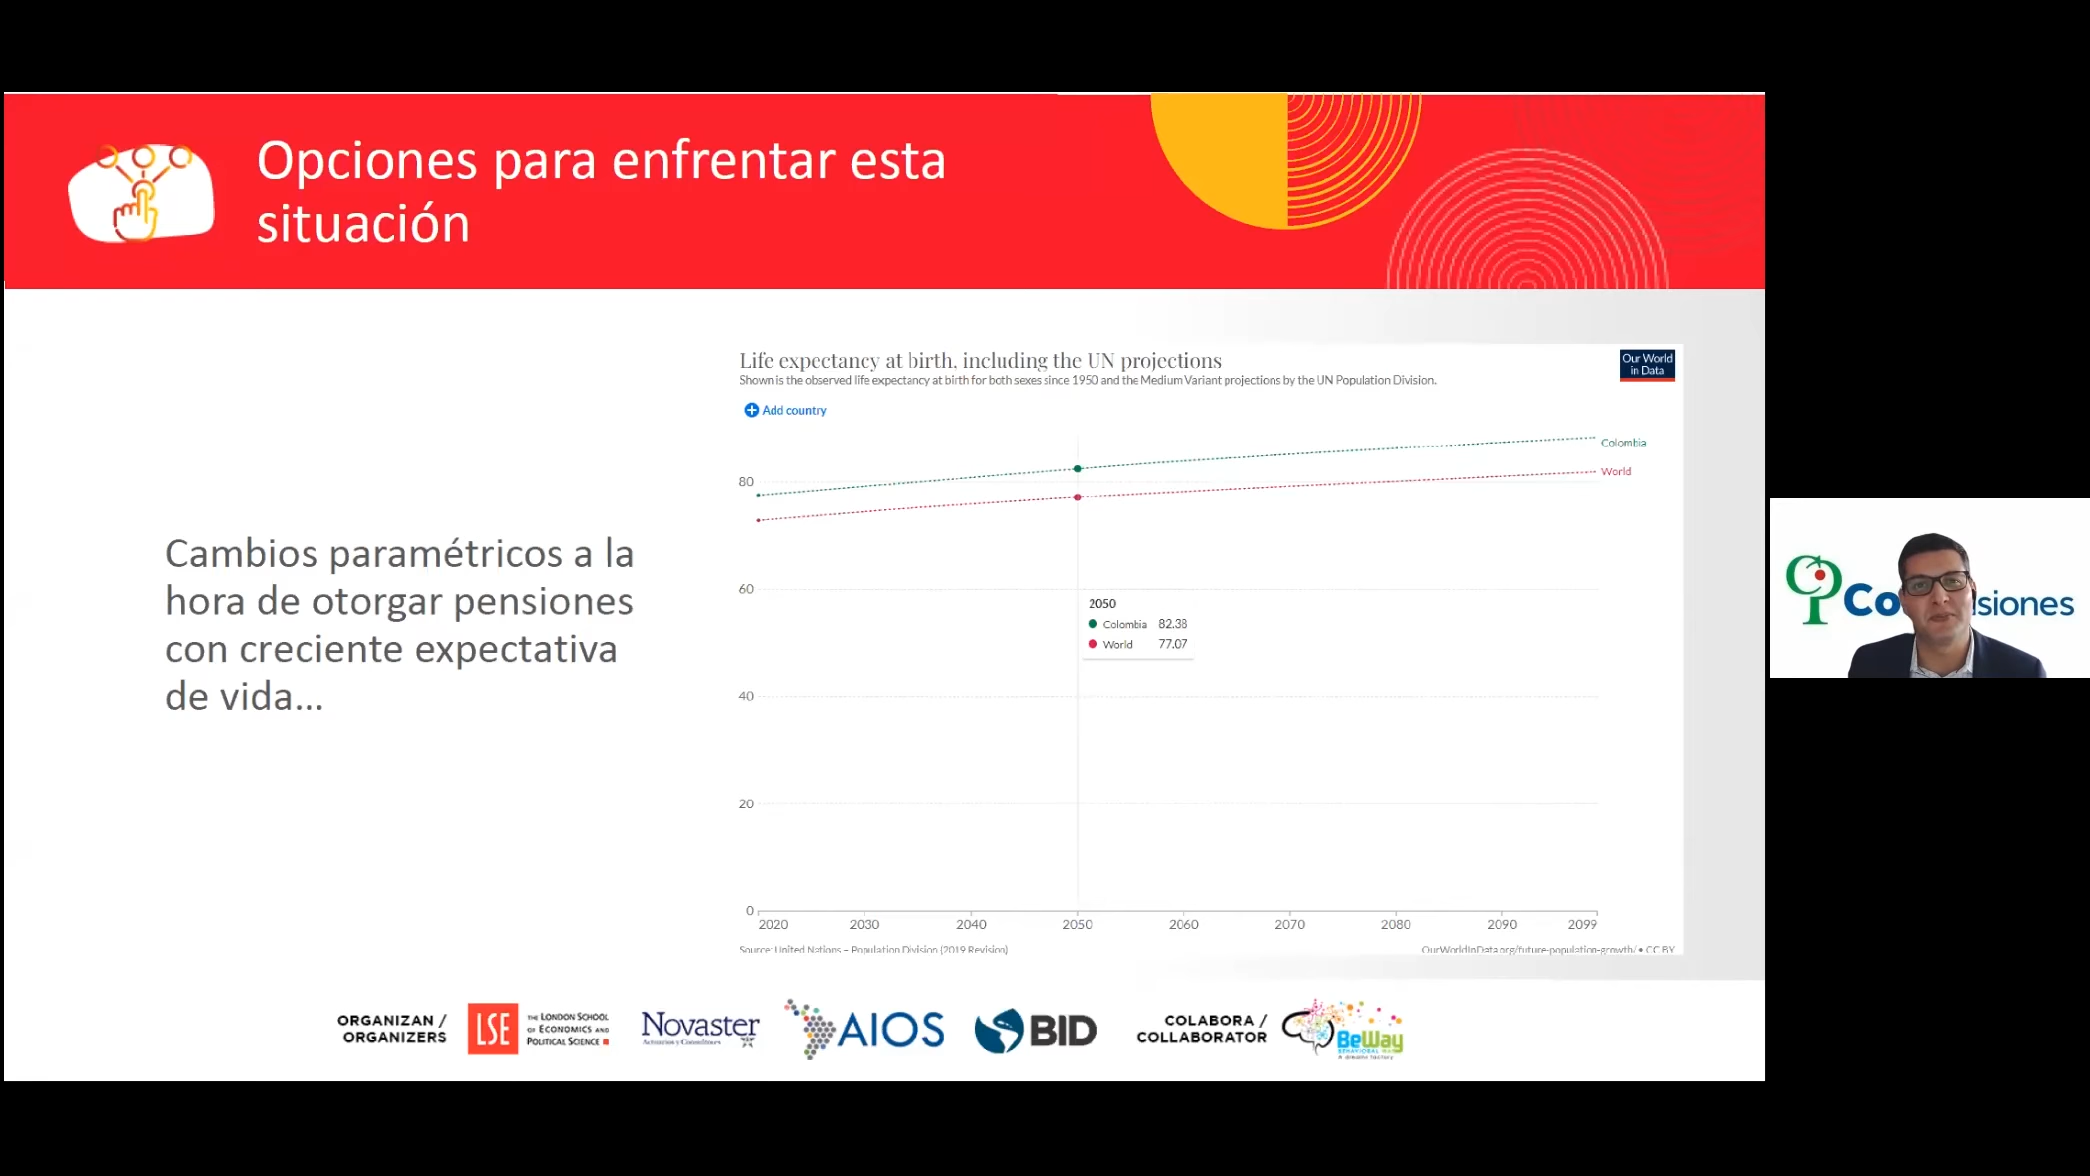 Opciones para enfrentar esta
situación
Life expectancy at birth, including the UN projections
Shown is the observed life expectancy at birth for both sexes since 1950 and the Medium Variant projections by the UN Population Division.
Our World
in Data
Add country
Colombia
World
80
60
40
20
0
2050
Colombia 82.38
World 77.07
2020 2030 2040 2050 2060 2070 2080 2090 2099
Source: United Nations – Population Division (2019 Revision)
OurWorldInData.org/future-population-growth/ • CC BY
Cambios paramétricos a la
hora de otorgar pensiones
con creciente expectativa
de vida...
Co
siones
ORGANIZAN /
ORGANIZERS
LSE
THE LONDON SCHOOL
OF ECONOMICS AND
POLITICAL SCIENCE
NOVASTER
Actuarios y Consultores
AIOS
BID
COLABORA /
COLLABORATOR
BeWay